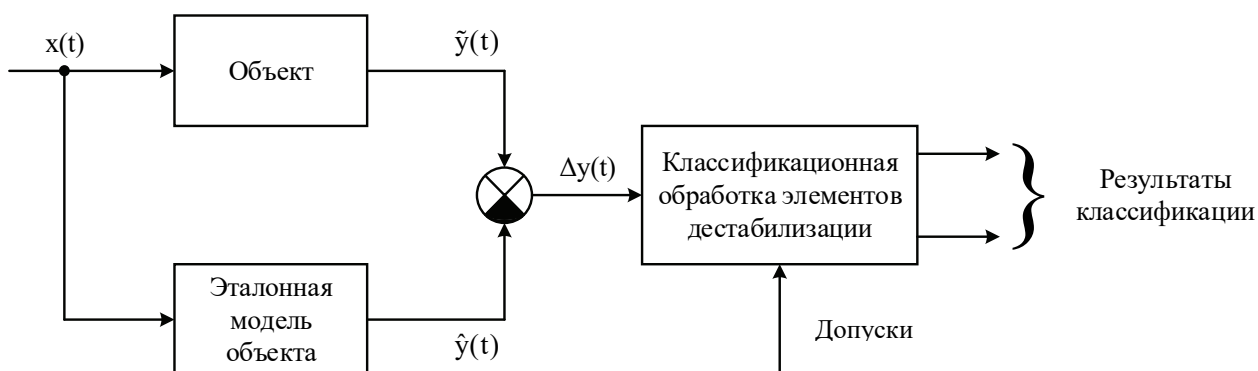 x(t)
Объект
ỹ(t)
Δy(t)
Классификационная
обработка элементов
дестабилизации
Результаты
классификации
Эталонная
модель
объекта
ŷ(t)
Допуски